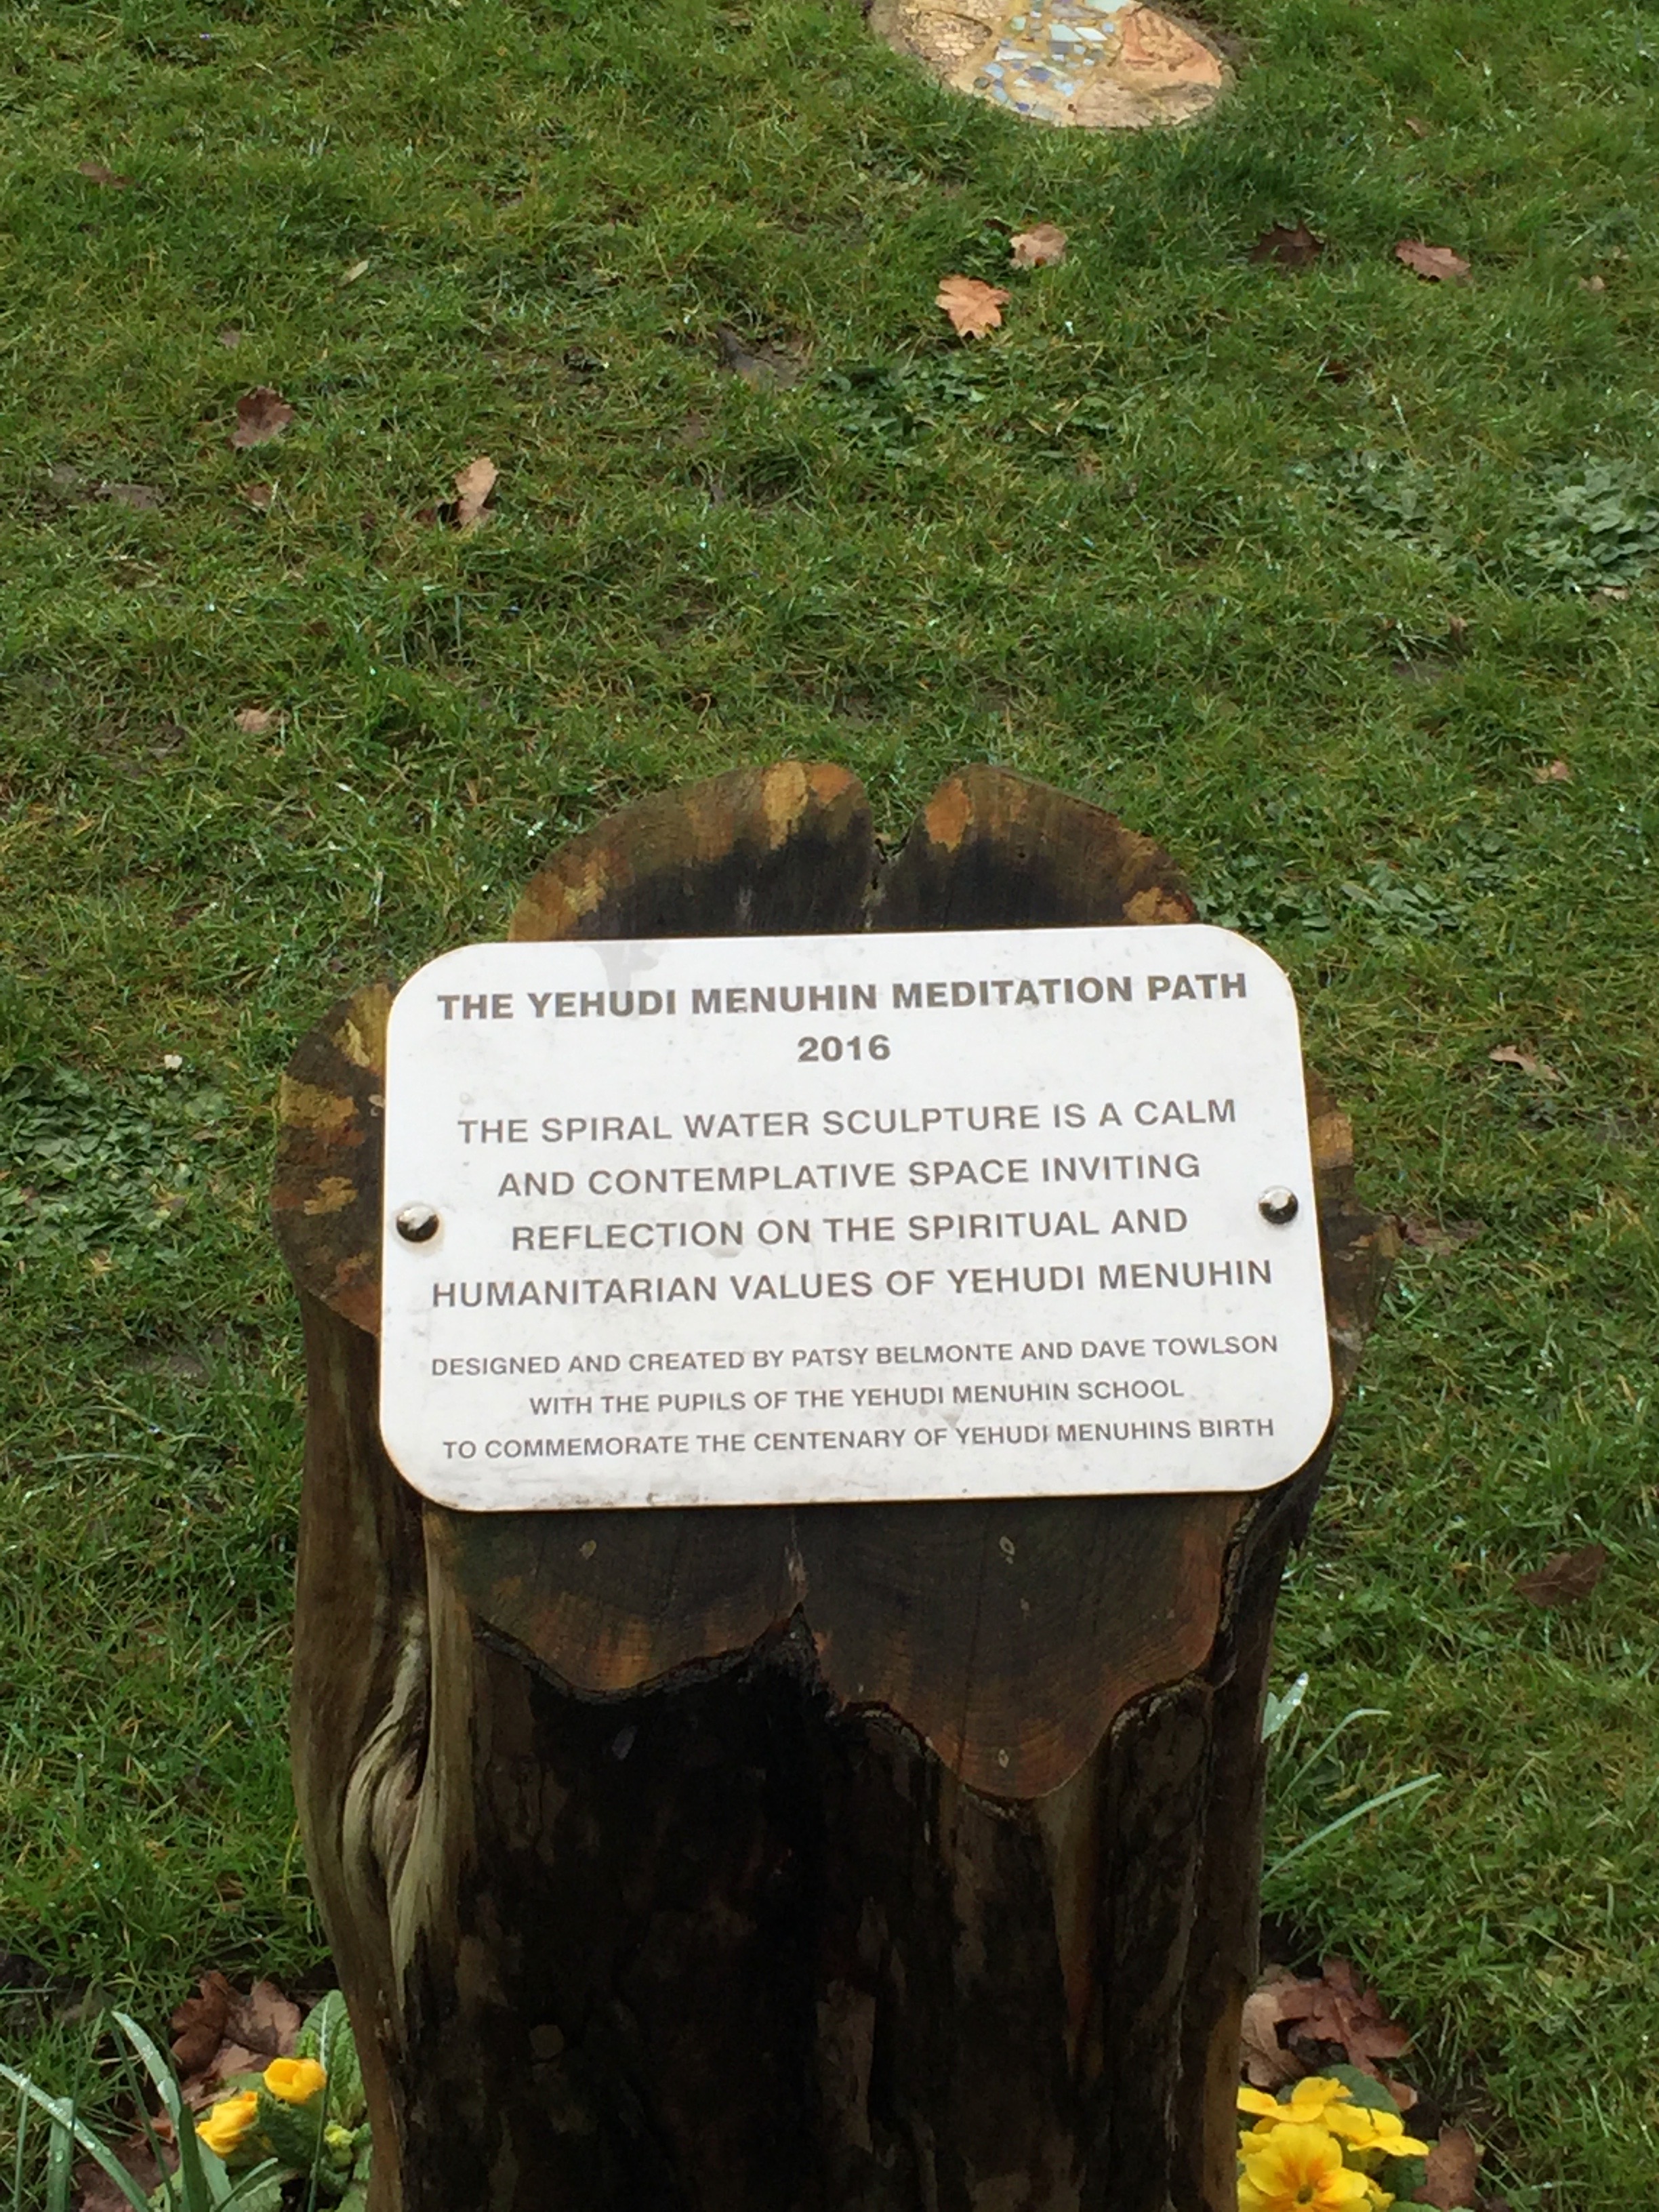 THE YEHUDI MENUHIN MEDITATION PATH
2016
THE SPIRAL WATER SCULPTURE IS A CALM
AND CONTEMPLATIVE SPACE INVITING
REFLECTION ON THE SPIRITUAL AND
HUMANITARIAN VALUES OF YEHUDI MENUHIN
DESIGNED AND CREATED BY PATSY BELMONTE AND DAVE TOWLSON
WITH THE PUPILS OF THE YEHUDI MENUHIN SCHOOL
TO COMMEMORATE THE CENTENARY OF YEHUDI MENUHINS BIRTH